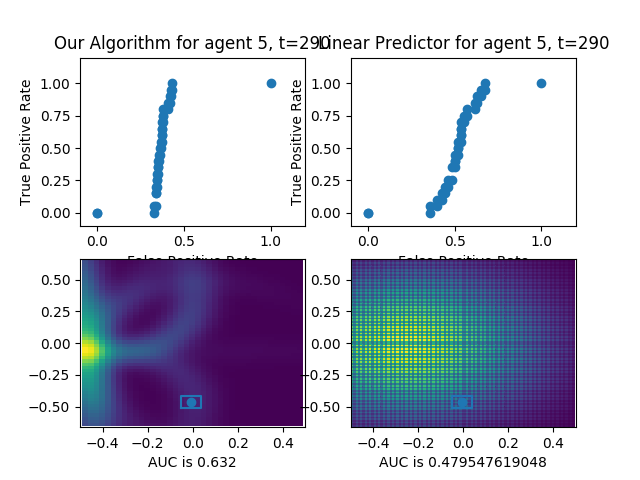 Our Algorithm for agent 5, t=290
Linear Predictor for agent 5, t=290
True Positive Rate
1.00
0.75
0.50
0.25
0.00
0.0 0.5 1.0
False Positive Rate
True Positive Rate
1.00
0.75
0.50
0.25
0.00
0.0 0.5 1.0
False Positive Rate
0.50
0.25
0.00
−0.25
−0.50
−0.4 −0.2 0.0 0.2 0.4
AUC is 0.632
0.50
0.25
0.00
−0.25
−0.50
−0.4 −0.2 0.0 0.2 0.4
AUC is 0.479547619048